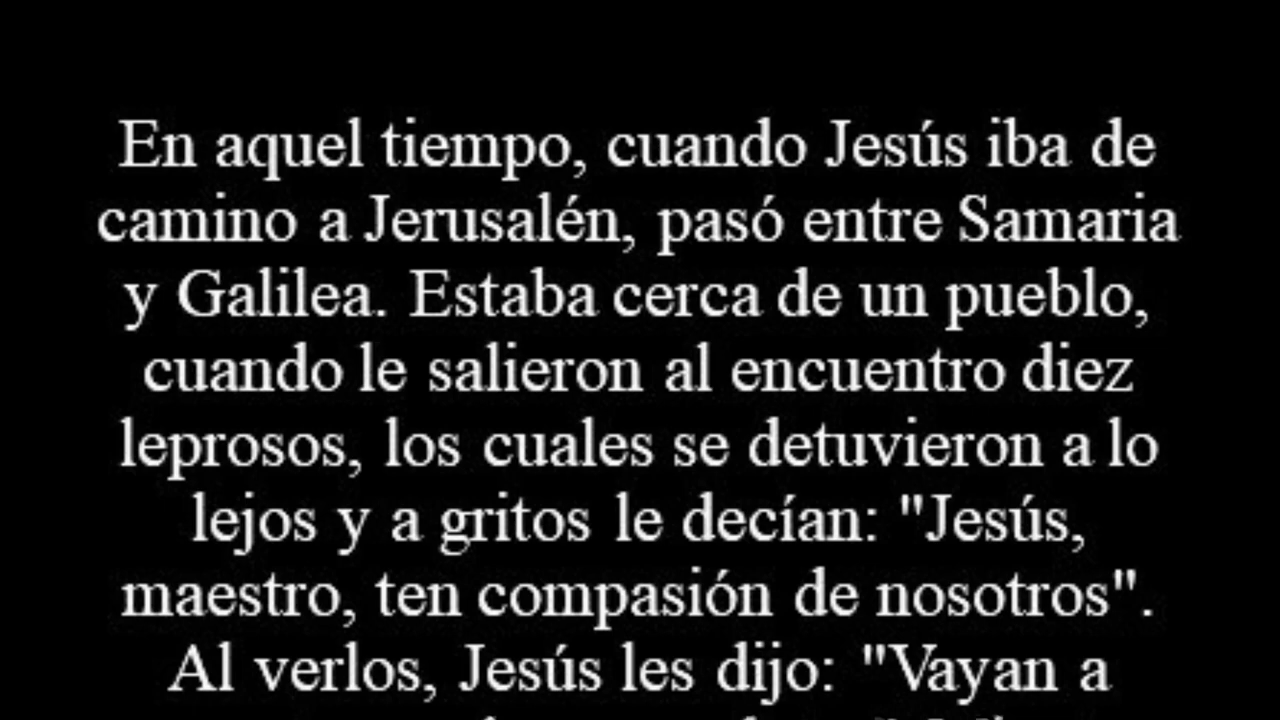 En aquel tiempo, cuando Jesús iba de
camino a Jerusalén, pasó entre Samaria
y Galilea. Estaba cerca de un pueblo,
cuando le salieron al encuentro diez
leprosos, los cuales se detuvieron a lo
lejos y a gritos le decían: "Jesús,
maestro, ten compasión de nosotros".
Al verlos, Jesús les dijo: "Vayan a